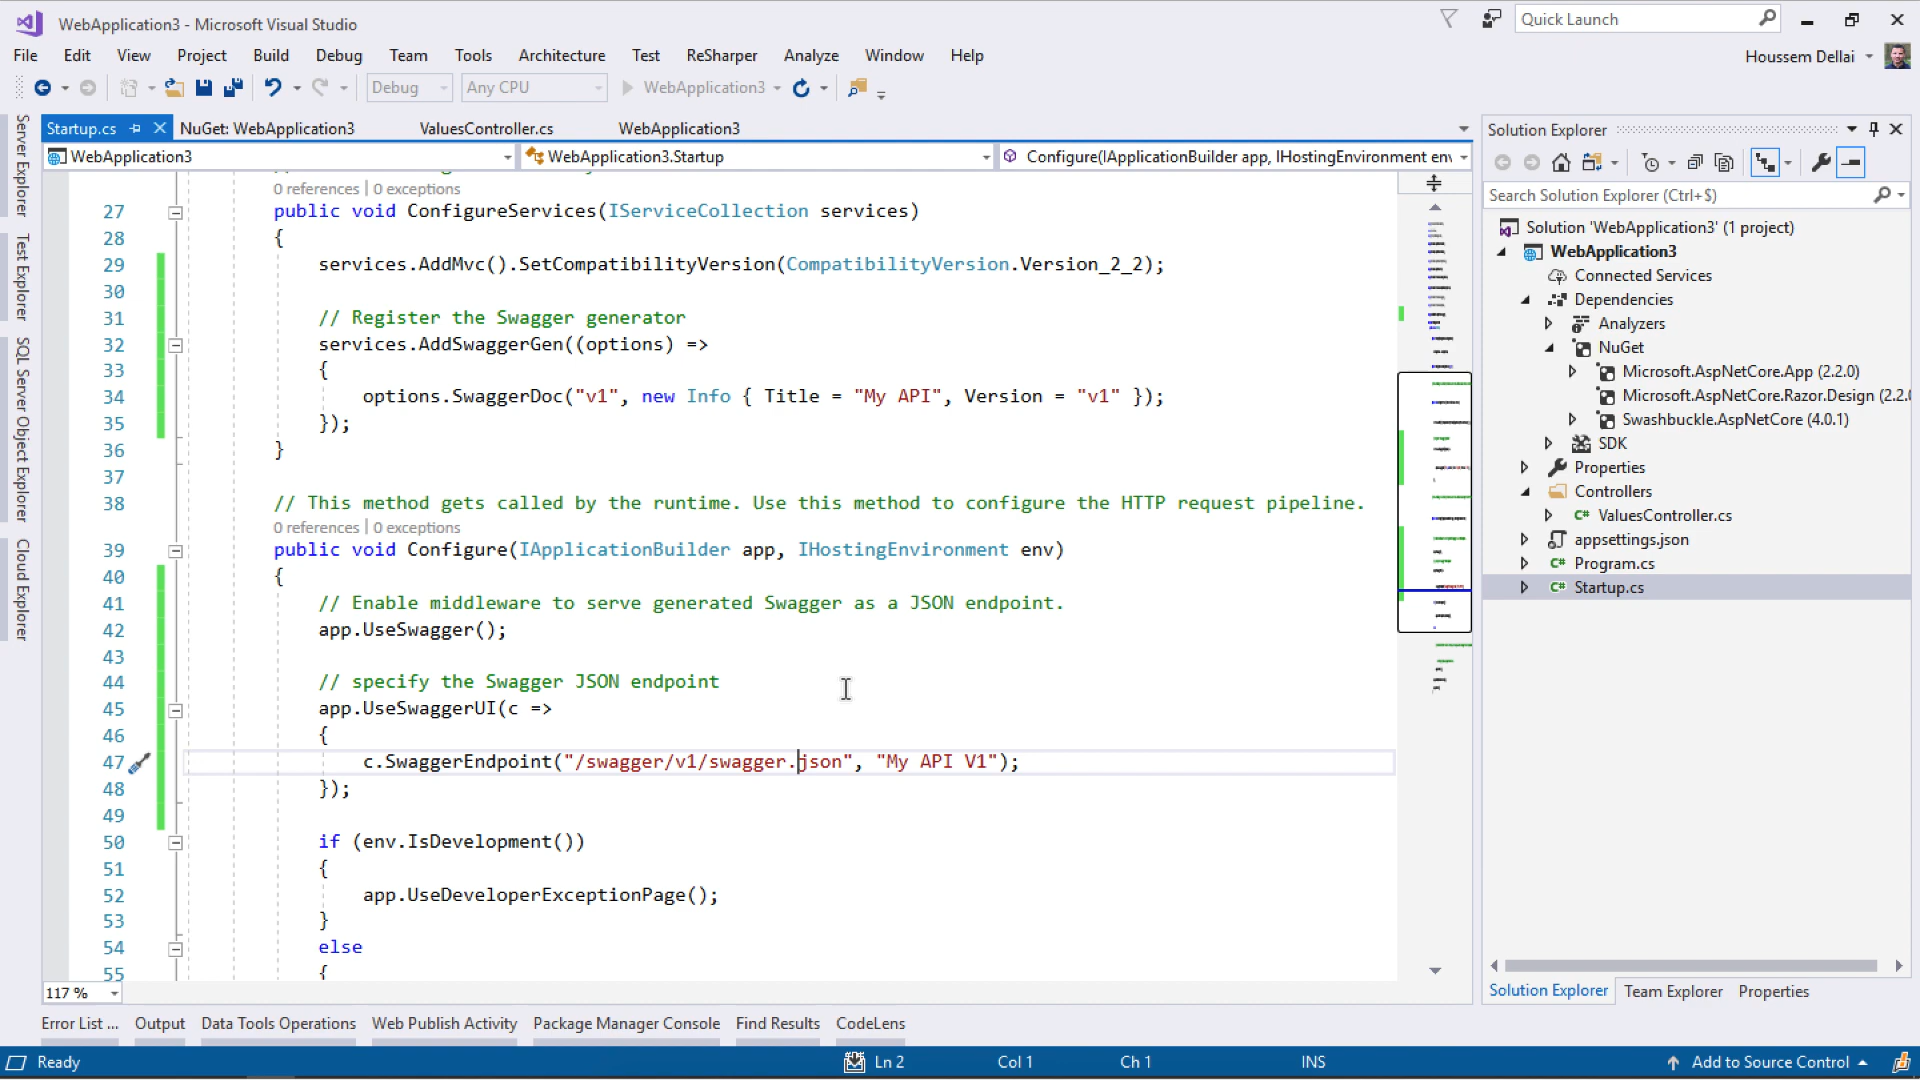 WebApplication3 - Microsoft Visual Studio
Quick Launch
File Edit View Project Build Debug Team Tools Architecture Test ReSharper Analyze Window Help
Houssem Dellai
Debug Any CPU WebApplication3
Startup.cs NuGet: WebApplication3 ValuesController.cs WebApplication3
WebApplication3 WebApplication3.Startup Configure(IApplicationBuilder app, IHostingEnvironment env
Server Explorer
Test Explorer
SQL Server Object Explorer
Cloud Explorer
0 references | 0 exceptions
27 public void ConfigureServices(IServiceCollection services)
28 {
29 services.AddMvc().SetCompatibilityVersion(CompatibilityVersion.Version_2_2);
30
31 // Register the Swagger generator
32 services.AddSwaggerGen((options) =>
33 {
34 options.SwaggerDoc("v1", new Info { Title = "My API", Version = "v1" });
35 });
36 }
37
38 // This method gets called by the runtime. Use this method to configure the HTTP request pipeline.
0 references | 0 exceptions
39 public void Configure(IApplicationBuilder app, IHostingEnvironment env)
40 {
41 // Enable middleware to serve generated Swagger as a JSON endpoint.
42 app.UseSwagger();
43
44 // specify the Swagger JSON endpoint
45 app.UseSwaggerUI(c =>
46 {
47 c.SwaggerEndpoint("/swagger/v1/swagger.json", "My API V1");
48 });
49
50 if (env.IsDevelopment())
51 {
52 app.UseDeveloperExceptionPage();
53 }
54 else
55 {
117 %
Solution Explorer
Search Solution Explorer (Ctrl+$)
Solution 'WebApplication3' (1 project)
WebApplication3
Connected Services
Dependencies
Analyzers
NuGet
Microsoft.AspNetCore.App (2.2.0)
Microsoft.AspNetCore.Razor.Design (2.2.0
Swashbuckle.AspNetCore (4.0.1)
SDK
Properties
Controllers
ValuesController.cs
appsettings.json
Program.cs
Startup.cs
Solution Explorer Team Explorer Properties
Error List ... Output Data Tools Operations Web Publish Activity Package Manager Console Find Results CodeLens
Ready Ln 2 Col 1 Ch 1 INS Add to Source Control